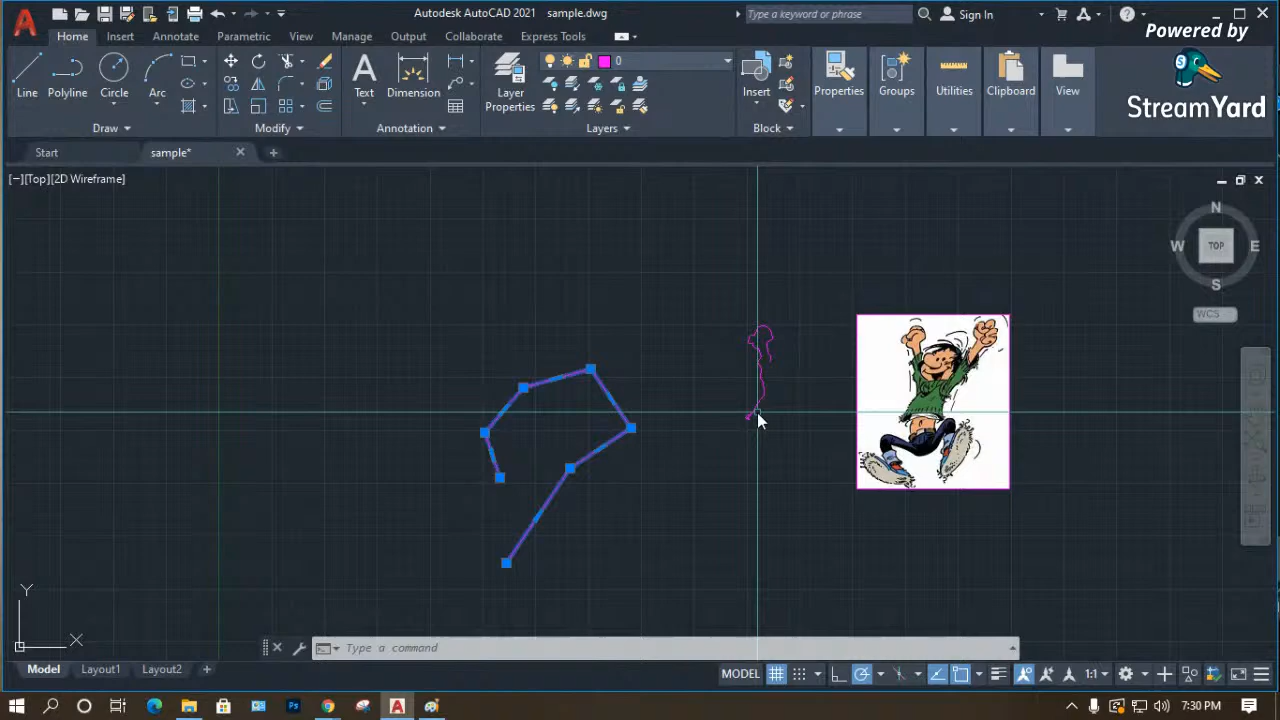 Autodesk AutoCAD 2021 sample.dwg
Type a keyword or phrase
Sign In
Powered by
StreamYard
Home Insert Annotate Parametric View Manage Output Collaborate Express Tools
0
Line Polyline Circle Arc
Text Dimension
Layer Properties
Insert
Properties Groups Utilities Clipboard View
Draw Modify Annotation Layers Block
Start sample*
[−][Top][2D Wireframe]
N
W TOP E
S
WCS
Y
X
Type a command
Model Layout1 Layout2
MODEL 1:1
7:30 PM